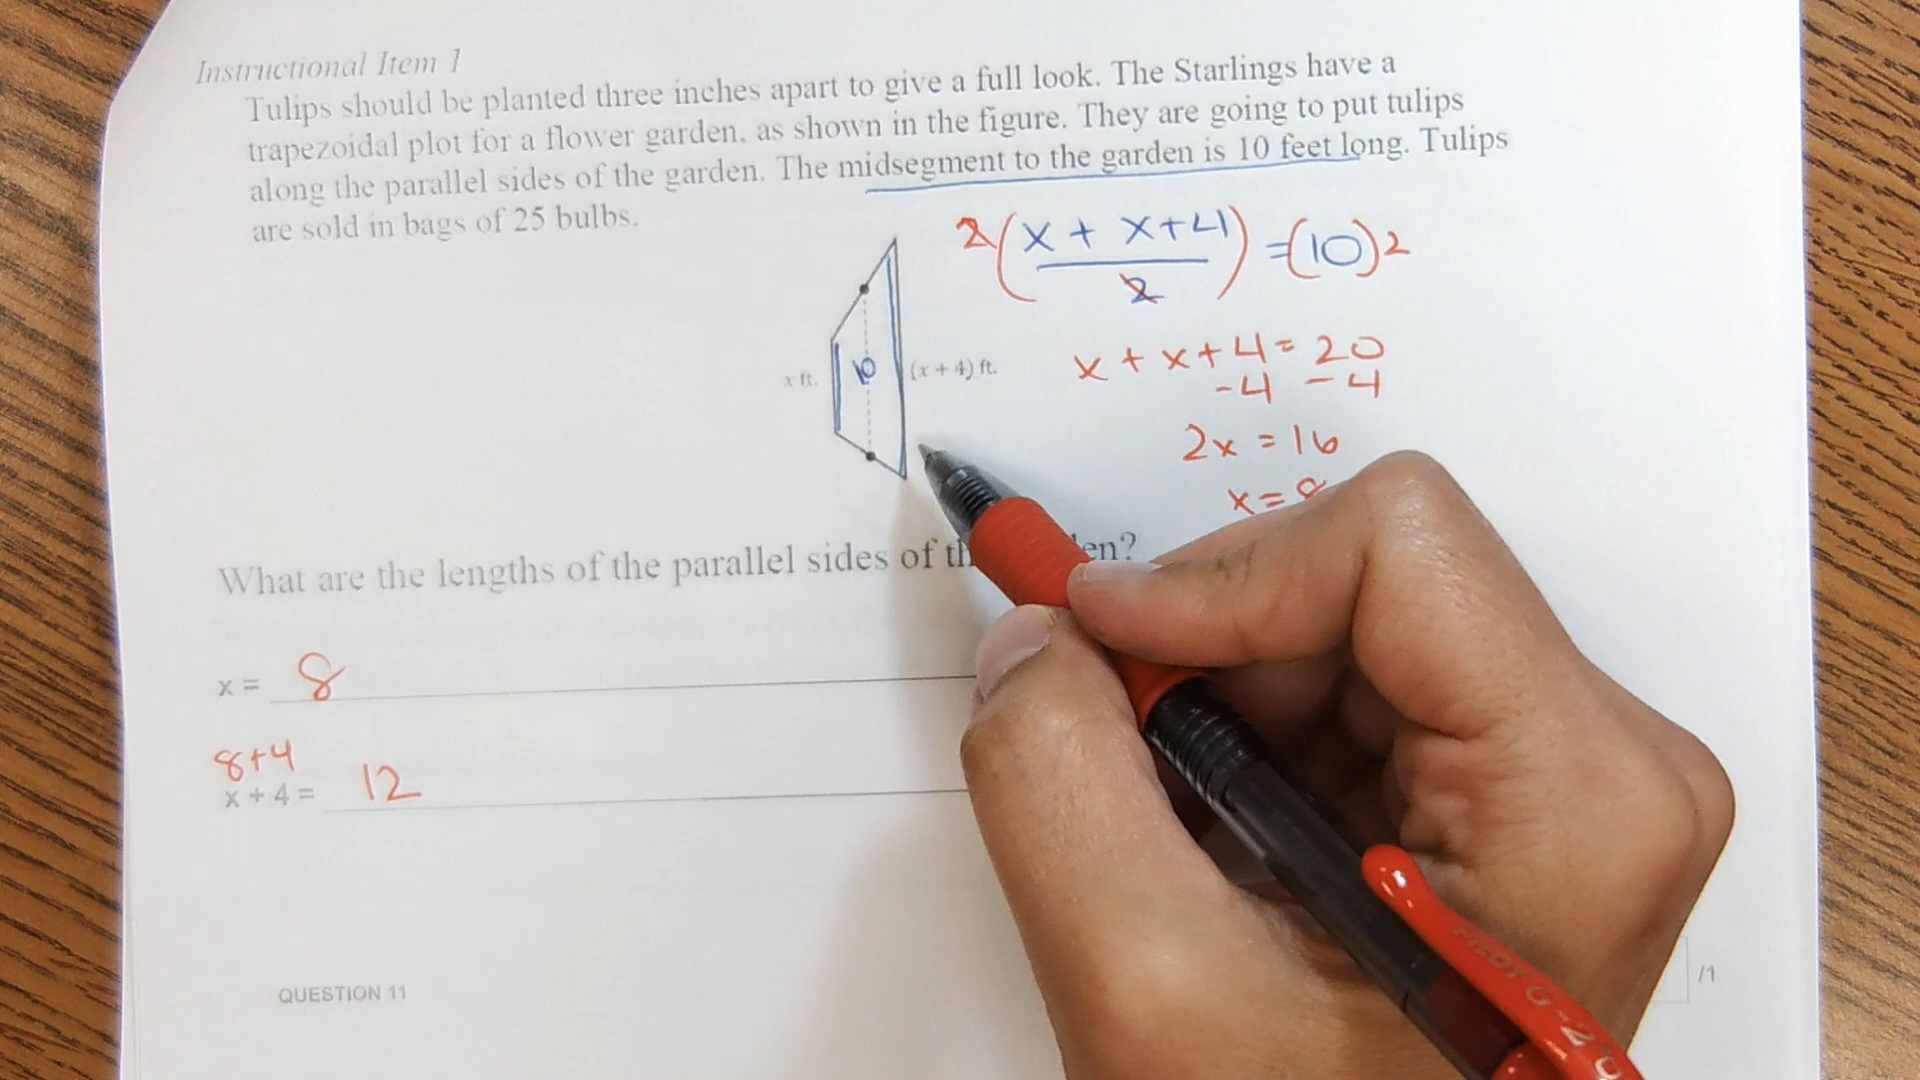 Instructional Item 1
Tulips should be planted three inches apart to give a full look. The Starlings have a
trapezoidal plot for a flower garden, as shown in the figure. They are going to put tulips
along the parallel sides of the garden. The midsegment to the garden is 10 feet long. Tulips
are sold in bags of 25 bulbs.
2(x + x+4) = (10)2
2
x ft.
10
(x + 4) ft.
x + x + 4 = 20
-4 -4
2x = 16
x = 8
What are the lengths of the parallel sides of en?
x = 8
8+4
x + 4 = 12
QUESTION 11
/1
PILOT G-2